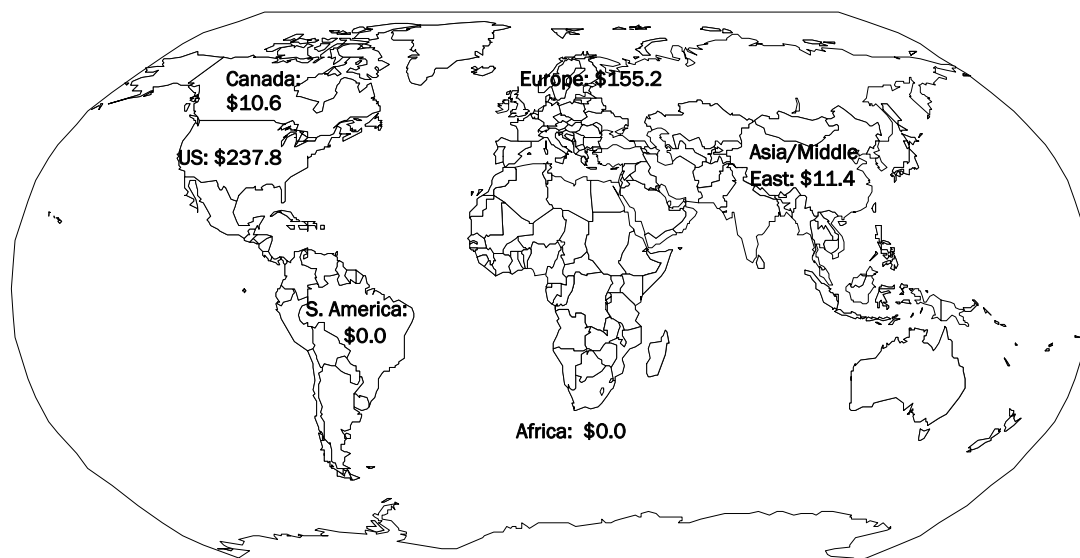 Canada:
$10.6
Europe: $155.2
US: $237.8
Asia/Middle
East: $11.4
S. America:
$0.0
Africa: $0.0